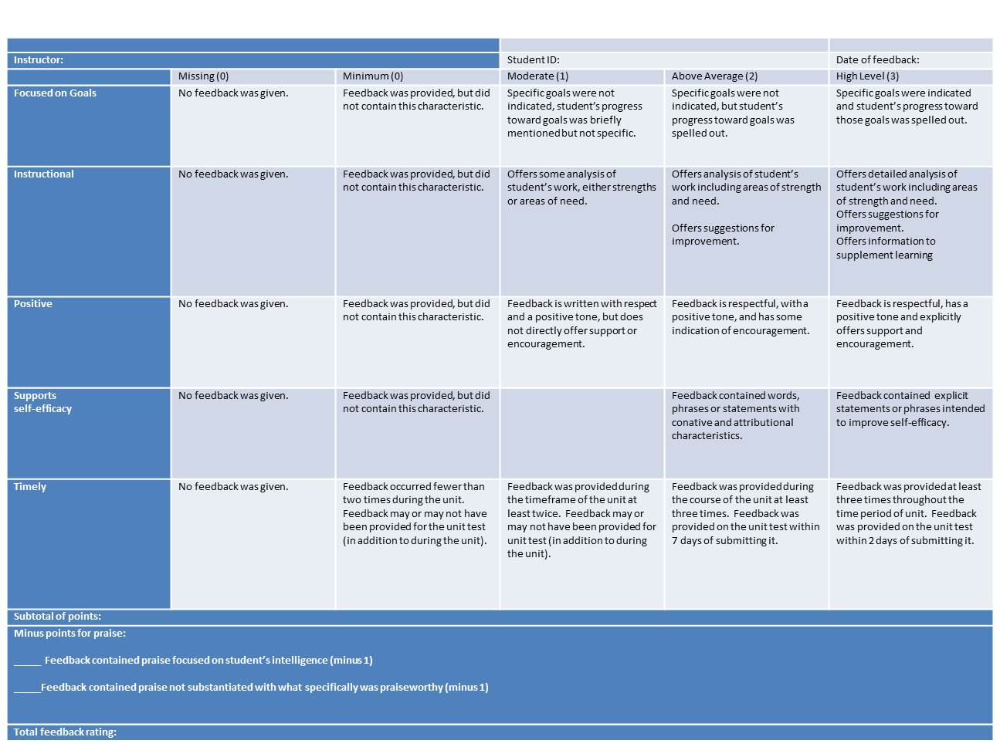 Instructor:
Student ID:
Date of feedback:
Missing (0)
Minimum (0)
Moderate (1)
Above Average (2)
High Level (3)
Focused on Goals
No feedback was given.
Feedback was provided, but did
not contain this characteristic.
Specific goals were not
indicated, student’s progress
toward goals was briefly
mentioned but not specific.
Specific goals were not
indicated, but student’s
progress toward goals was
spelled out.
Specific goals were indicated
and student’s progress toward
those goals was spelled out.
Instructional
No feedback was given.
Feedback was provided, but did
not contain this characteristic.
Offers some analysis of
student’s work, either strengths
or areas of need.
Offers analysis of student’s
work including areas of strength
and need.
Offers suggestions for
improvement.
Offers detailed analysis of
student’s work including areas
of strength and need.
Offers suggestions for
improvement.
Offers information to
supplement learning
Positive
No feedback was given.
Feedback was provided, but did
not contain this characteristic.
Feedback is written with respect
and a positive tone, but does
not directly offer support or
encouragement.
Feedback is respectful, with a
positive tone, and has some
indication of encouragement.
Feedback is respectful, has a
positive tone and explicitly
offers support and
encouragement.
Supports
self-efficacy
No feedback was given.
Feedback was provided, but did
not contain this characteristic.
Feedback contained words,
phrases or statements with
conative and attributional
characteristics.
Feedback contained explicit
statements or phrases intended
to improve self-efficacy.
Timely
No feedback was given.
Feedback occurred fewer than
two times during the unit.
Feedback may or may not have
been provided for the unit test
(in addition to during the unit).
Feedback was provided during
the timeframe of the unit at
least twice. Feedback may or
may not have been provided for
unit test (in addition to during
the unit).
Feedback was provided during
the course of the unit at least
three times. Feedback was
provided on the unit test within
7 days of submitting it.
Feedback was provided at least
three times throughout the
time period of unit. Feedback
was provided on the unit test
within 2 days of submitting it.
Subtotal of points:
Minus points for praise:
_____ Feedback contained praise focused on student’s intelligence (minus 1)
_____Feedback contained praise not substantiated with what specifically was praiseworthy (minus 1)
Total feedback rating: